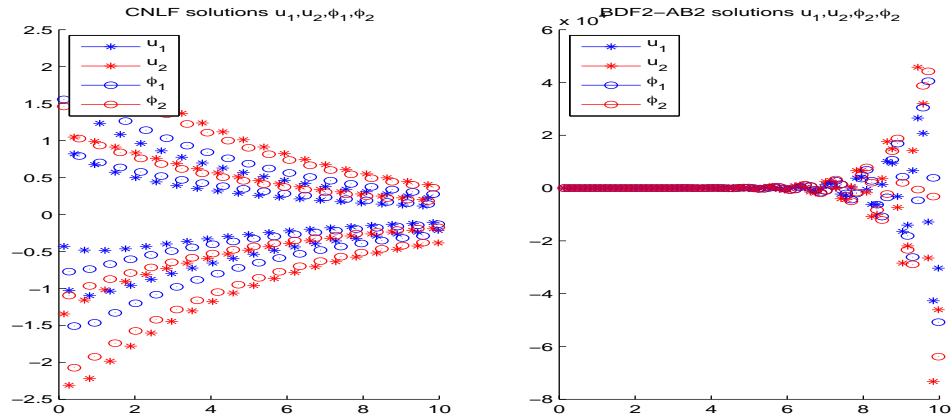 CNLF solutions u₁,u₂,ϕ₁,ϕ₂
2.5
2
1.5
1
0.5
0
−0.5
−1
−1.5
−2
−2.5
0
2
4
6
8
10
u₁
u₂
ϕ₁
ϕ₂
BDF2−AB2 solutions u₁,u₂,ϕ₂,ϕ₂
x 10⁴
6
4
2
0
−2
−4
−6
−8
0
2
4
6
8
10
u₁
u₂
ϕ₁
ϕ₂